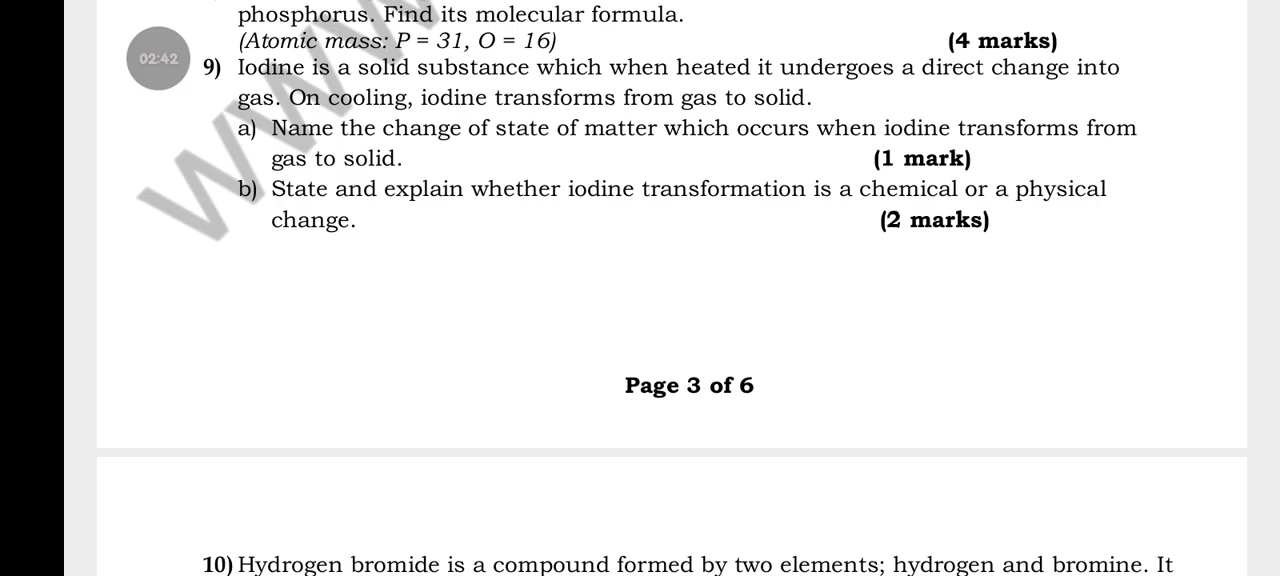 phosphorus. Find its molecular formula.
(Atomic mass: P = 31, O = 16) (4 marks)
02:42
9) Iodine is a solid substance which when heated it undergoes a direct change into
gas. On cooling, iodine transforms from gas to solid.
a) Name the change of state of matter which occurs when iodine transforms from
gas to solid. (1 mark)
b) State and explain whether iodine transformation is a chemical or a physical
change. (2 marks)
Page 3 of 6
10) Hydrogen bromide is a compound formed by two elements; hydrogen and bromine. It